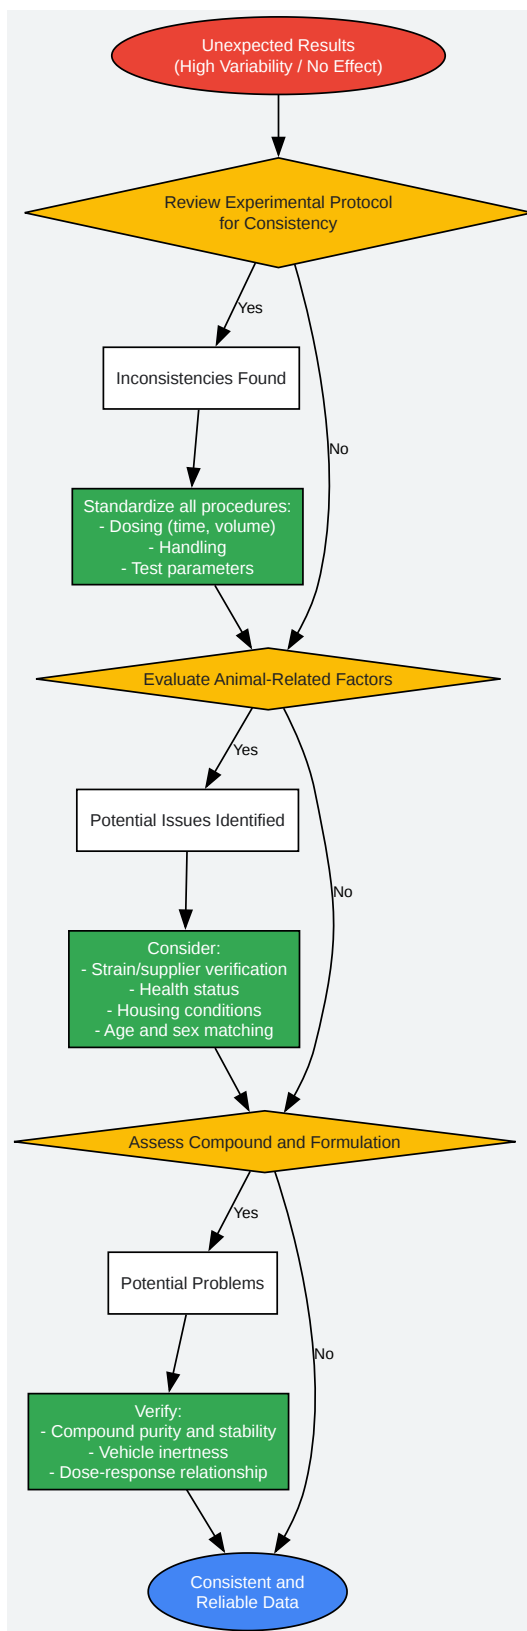 Unexpected Results
(High Variability / No Effect)
Review Experimental Protocol
for Consistency
Yes
Inconsistencies Found
No
Standardize all procedures:
- Dosing (time, volume)
- Handling
- Test parameters
Evaluate Animal-Related Factors
Yes
Potential Issues Identified
No
Consider:
- Strain/supplier verification
- Health status
- Housing conditions
- Age and sex matching
Assess Compound and Formulation
Yes
Potential Problems
No
Verify:
- Compound purity and stability
- Vehicle inertness
- Dose-response relationship
Consistent and
Reliable Data